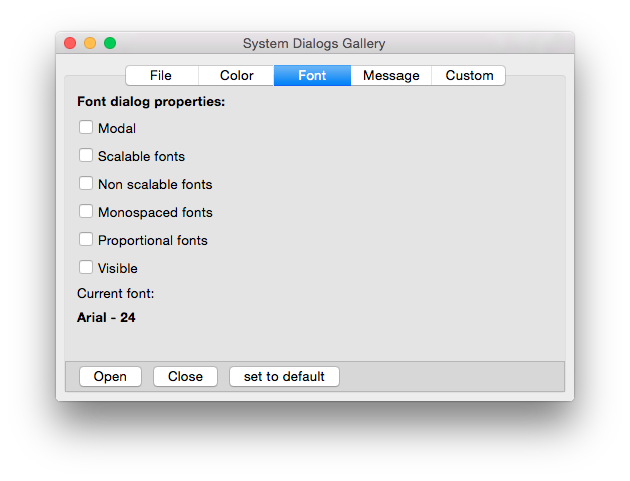 System Dialogs Gallery
File Color Font Message Custom
Font dialog properties:
Modal
Scalable fonts
Non scalable fonts
Monospaced fonts
Proportional fonts
Visible
Current font:
Arial - 24
Open Close set to default